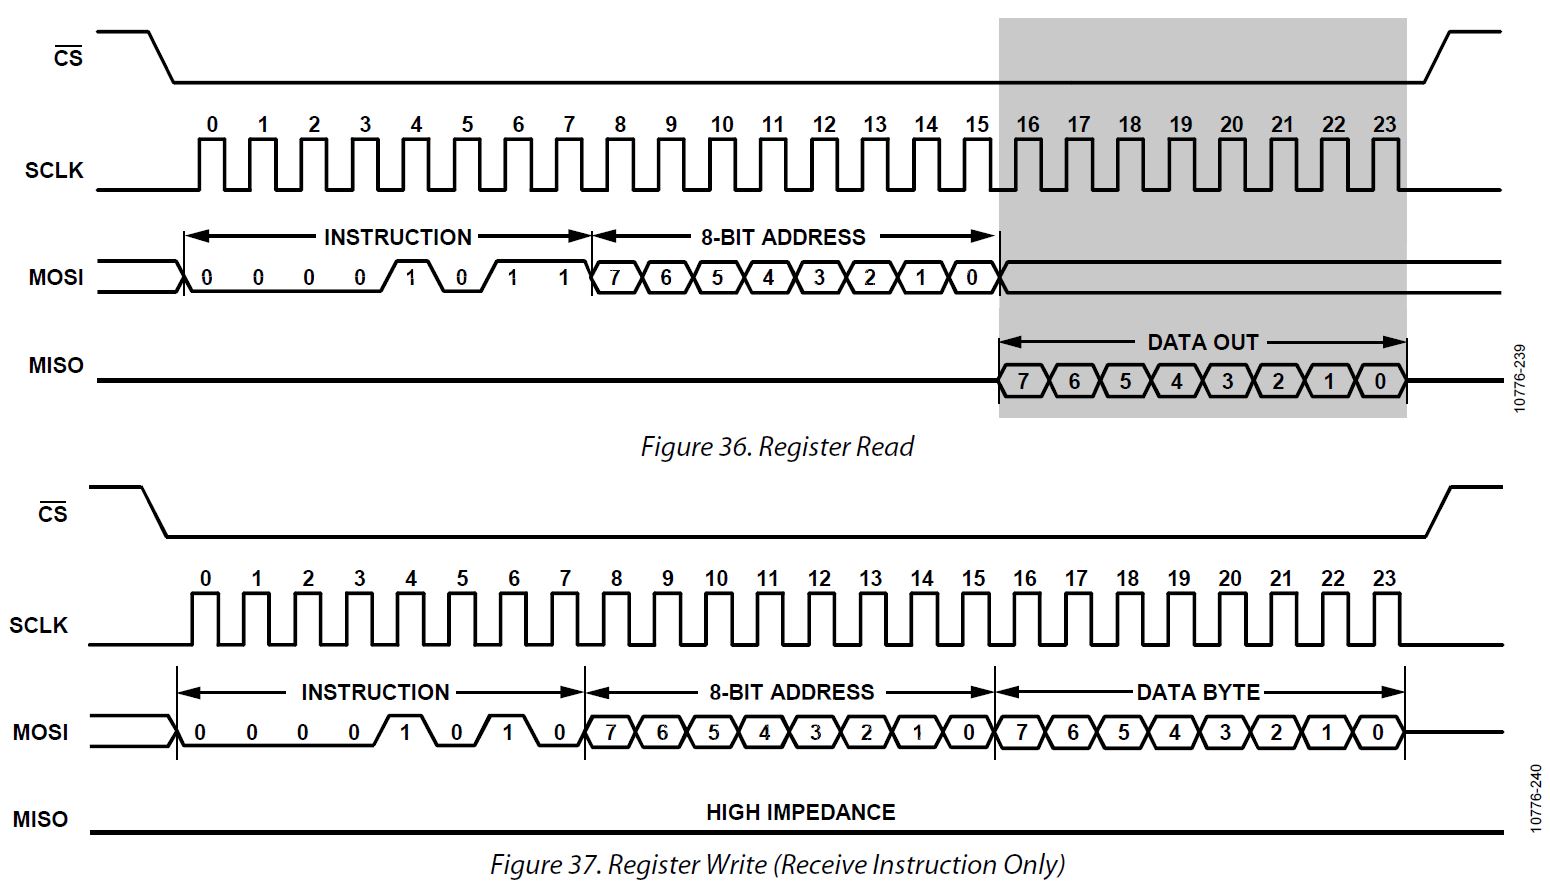 CS
0 1 2 3 4 5 6 7 8 9 10 11 12 13 14 15 16 17 18 19 20 21 22 23
SCLK
INSTRUCTION 8-BIT ADDRESS
MOSI 0 0 0 0 1 0 1 1 7 6 5 4 3 2 1 0
DATA OUT
MISO 7 6 5 4 3 2 1 0
10776-239
Figure 36. Register Read
CS
0 1 2 3 4 5 6 7 8 9 10 11 12 13 14 15 16 17 18 19 20 21 22 23
SCLK
INSTRUCTION 8-BIT ADDRESS DATA BYTE
MOSI 0 0 0 0 1 0 1 0 7 6 5 4 3 2 1 0 7 6 5 4 3 2 1 0
HIGH IMPEDANCE
MISO
10776-240
Figure 37. Register Write (Receive Instruction Only)